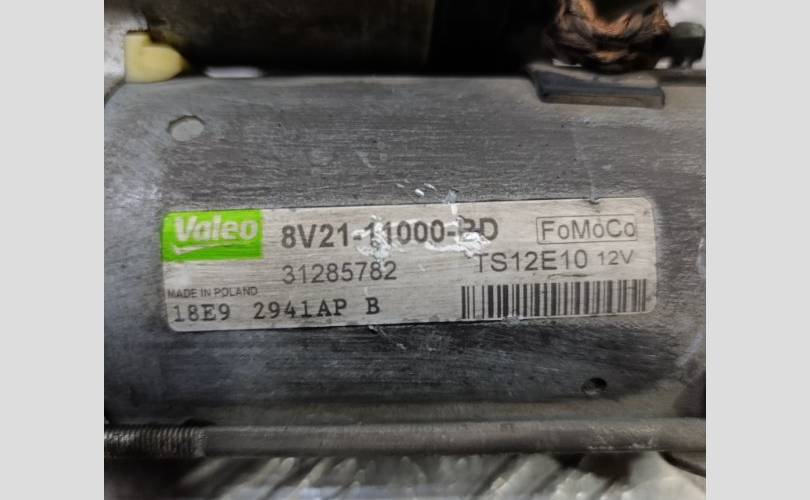 Valeo 8V21-11000-BD FoMoCo
31285782 TS12E10 12V
MADE IN POLAND
18E9 2941AP B